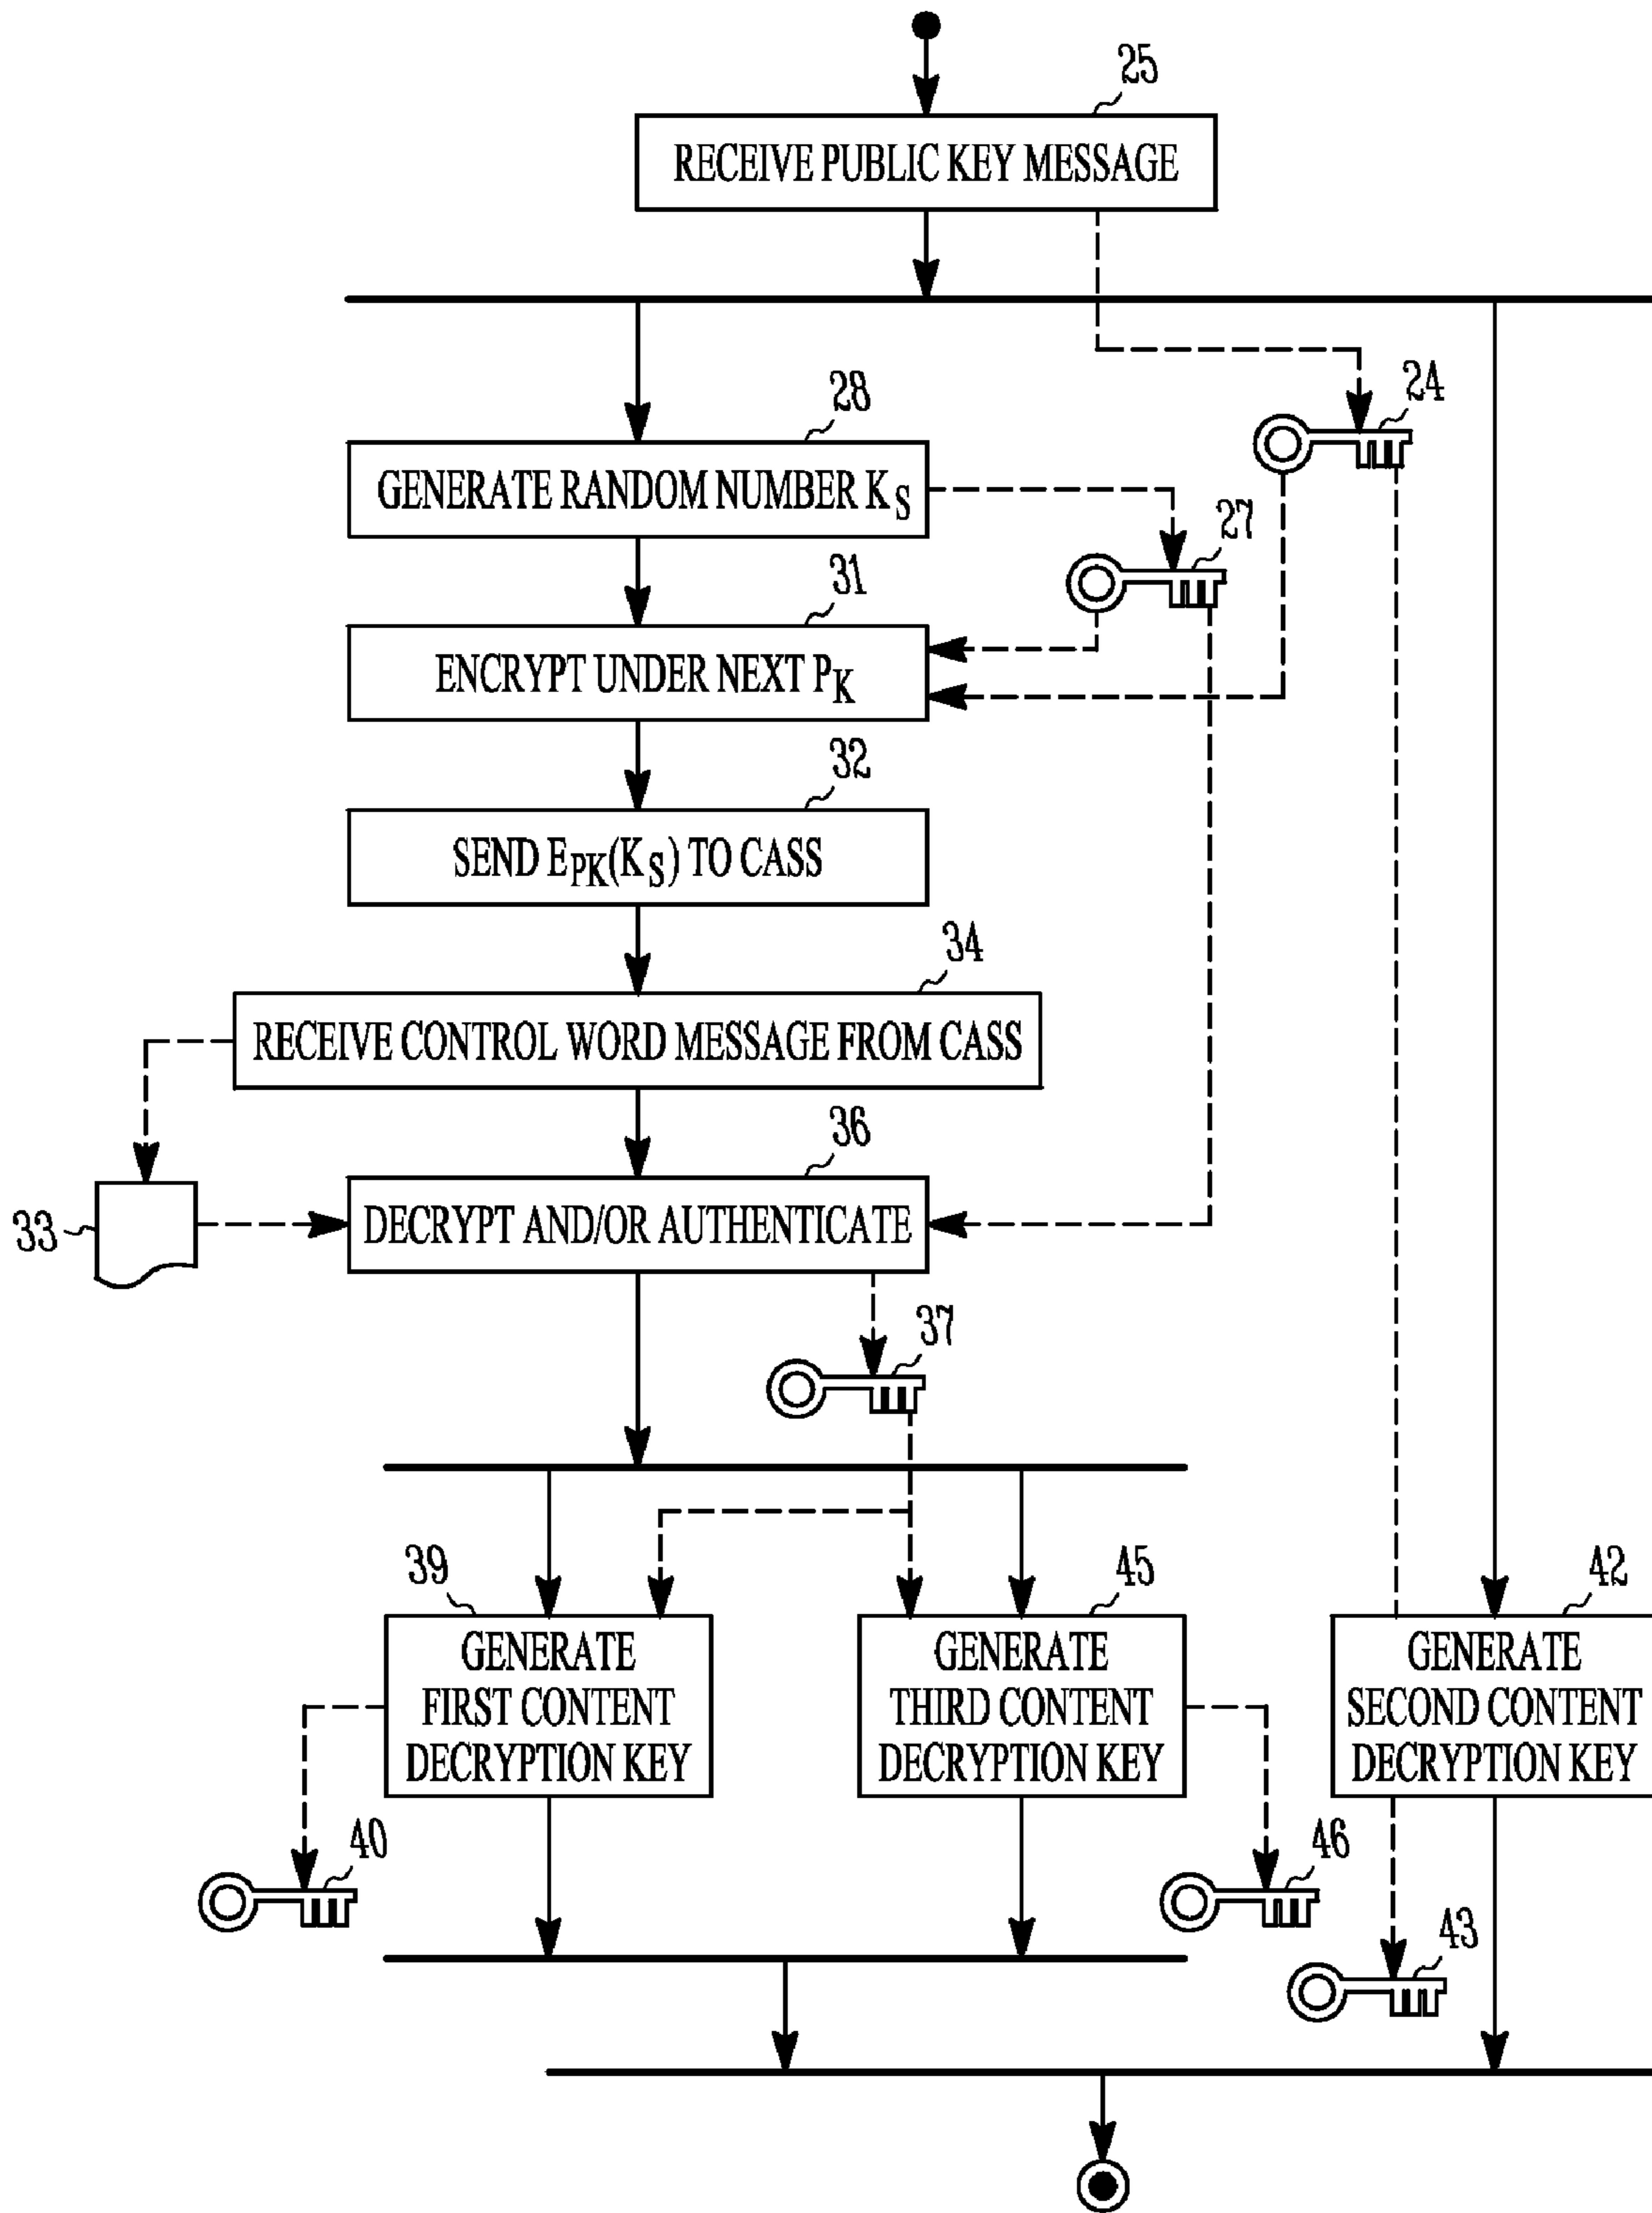 25
RECEIVE PUBLIC KEY MESSAGE
24
28
GENERATE RANDOM NUMBER KS
27
31
ENCRYPT UNDER NEXT PK
32
SEND EPK(KS) TO CASS
34
RECEIVE CONTROL WORD MESSAGE FROM CASS
36
33
DECRYPT AND/OR AUTHENTICATE
37
39
GENERATE
FIRST CONTENT
DECRYPTION KEY
45
GENERATE
THIRD CONTENT
DECRYPTION KEY
42
GENERATE
SECOND CONTENT
DECRYPTION KEY
40
46
43